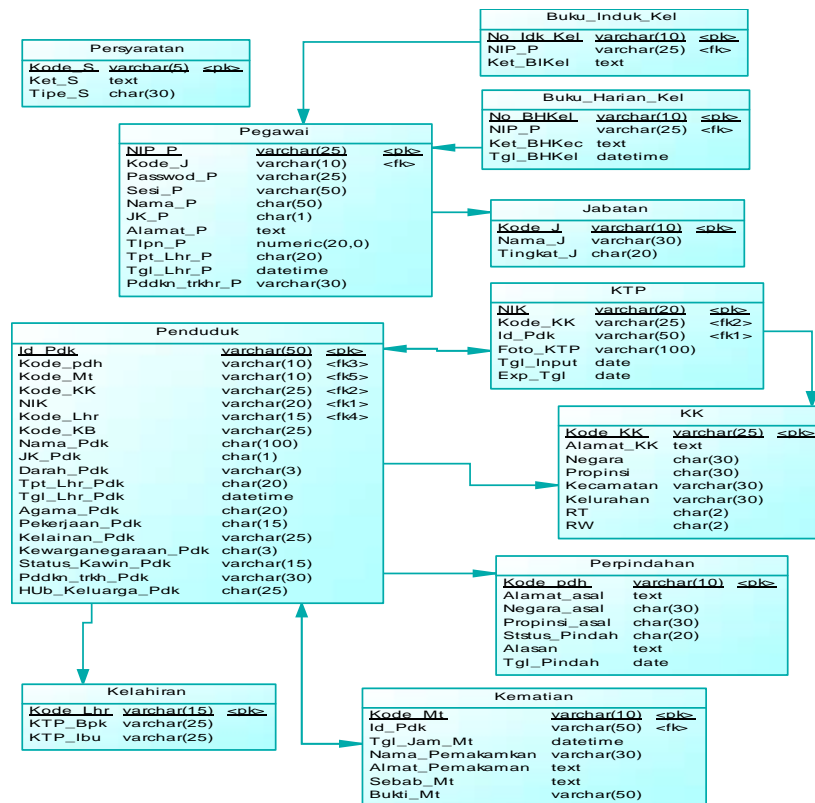 Persyaratan
Kode_S varchar(5) <pk>
Ket_S text
Tipe_S char(30)
Buku_Induk_Kel
No_Idk_Kel varchar(10) <pk>
NIP_P varchar(25) <fk>
Ket_BIKel text
Buku_Harian_Kel
No_BHKel varchar(10) <pk>
NIP_P varchar(25) <fk>
Ket_BHKec text
Tgl_BHKel datetime
Pegawai
NIP_P varchar(25) <pk>
Kode_J varchar(10) <fk>
Passwod_P varchar(25)
Sesi_P varchar(50)
Nama_P char(50)
JK_P char(1)
Alamat_P text
Tlpn_P numeric(20,0)
Tpt_Lhr_P char(20)
Tgl_Lhr_P datetime
Pddkn_trkhr_P varchar(30)
Jabatan
Kode_J varchar(10) <pk>
Nama_J varchar(30)
Tingkat_J char(20)
KTP
NIK varchar(20) <pk>
Kode_KK varchar(25) <fk2>
Id_Pdk varchar(50) <fk1>
Foto_KTP varchar(100)
Tgl_Input date
Exp_Tgl date
Penduduk
Id_Pdk varchar(50) <pk>
Kode_pdh varchar(10) <fk3>
Kode_Mt varchar(10) <fk5>
Kode_KK varchar(25) <fk2>
NIK varchar(20) <fk1>
Kode_Lhr varchar(15) <fk4>
Kode_KB varchar(25)
Nama_Pdk char(100)
JK_Pdk char(1)
Darah_Pdk varchar(3)
Tpt_Lhr_Pdk char(20)
Tgl_Lhr_Pdk datetime
Agama_Pdk char(20)
Pekerjaan_Pdk char(15)
Kelainan_Pdk varchar(25)
Kewarganegaraan_Pdk char(3)
Status_Kawin_Pdk varchar(15)
Pddkn_trkh_Pdk varchar(30)
HUb_Keluarga_Pdk char(25)
KK
Kode_KK varchar(25) <pk>
Alamat_KK text
Negara char(30)
Propinsi char(30)
Kecamatan varchar(30)
Kelurahan varchar(30)
RT char(2)
RW char(2)
Perpindahan
Kode_pdh varchar(10) <pk>
Alamat_asal text
Negara_asal char(30)
Propinsi_asal char(30)
Ststus_Pindah char(20)
Alasan text
Tgl_Pindah date
Kelahiran
Kode_Lhr varchar(15) <pk>
KTP_Bpk varchar(25)
KTP_Ibu varchar(25)
Kematian
Kode_Mt varchar(10) <pk>
Id_Pdk varchar(50) <fk>
Tgl_Jam_Mt datetime
Nama_Pemakamkan varchar(30)
Almat_Pemakaman text
Sebab_Mt text
Bukti_Mt varchar(50)